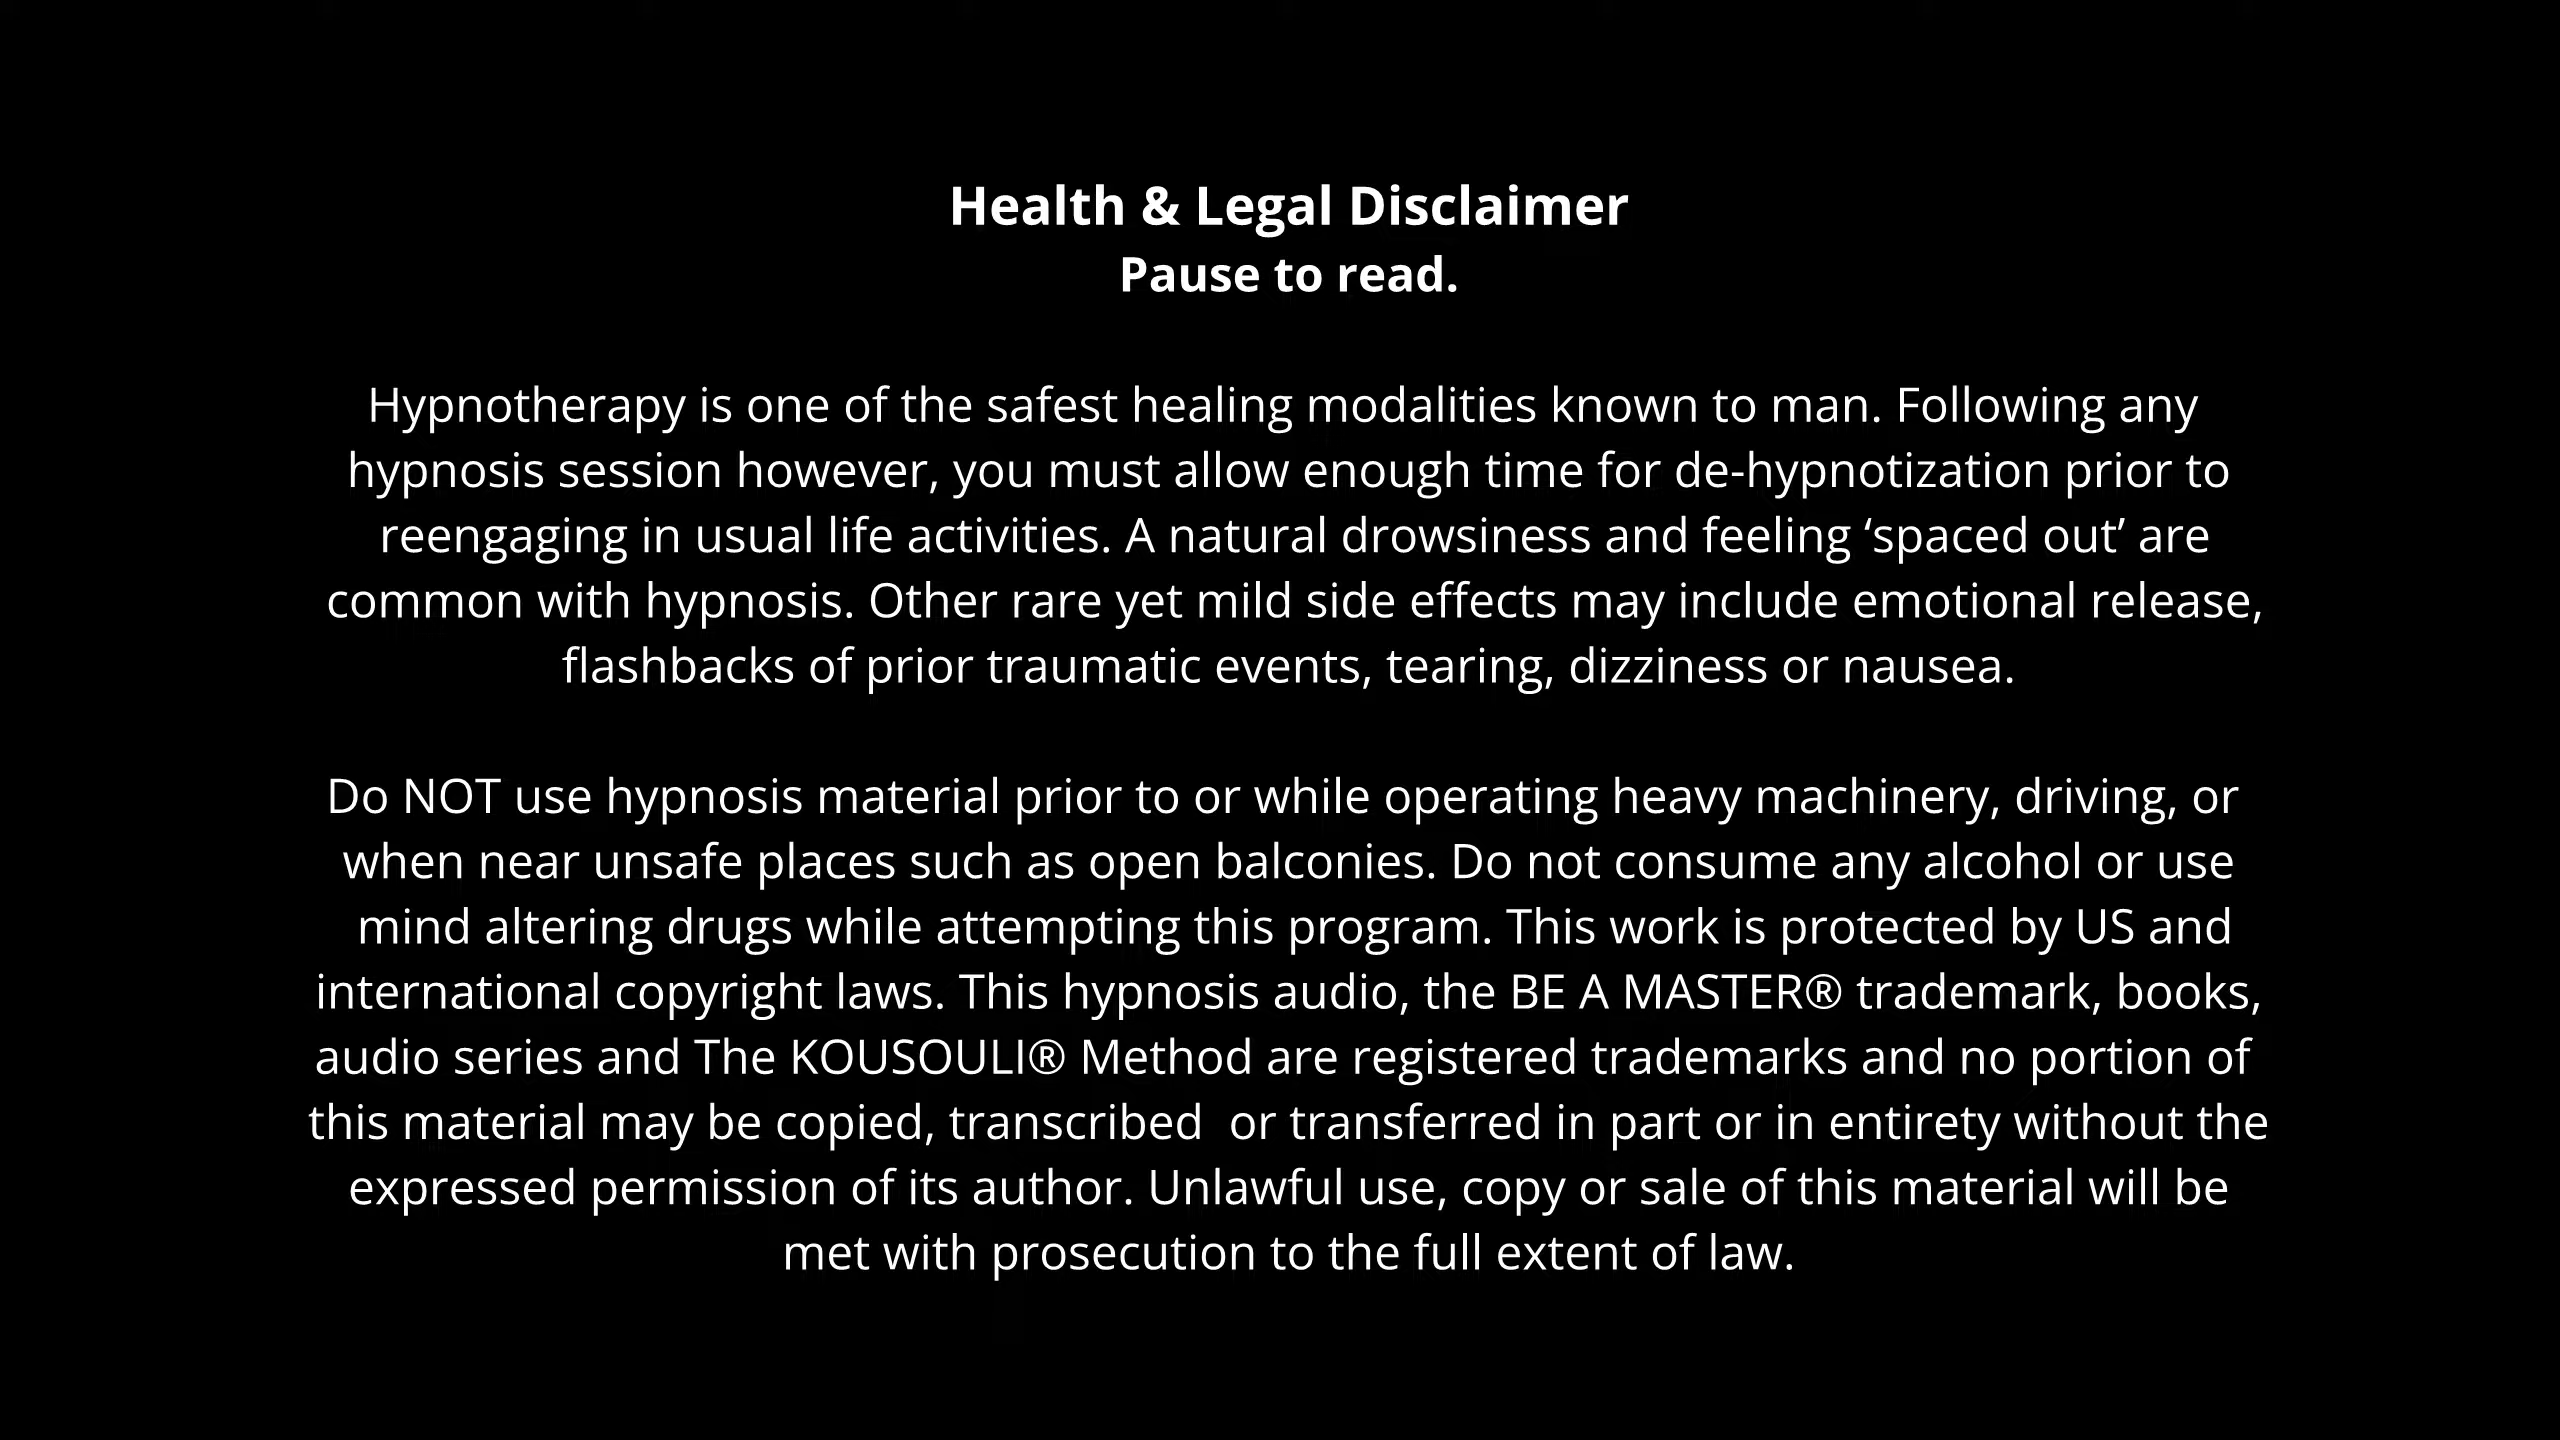 Health & Legal Disclaimer
Pause to read.
Hypnotherapy is one of the safest healing modalities known to man. Following any
hypnosis session however, you must allow enough time for de-hypnotization prior to
reengaging in usual life activities. A natural drowsiness and feeling ‘spaced out’ are
common with hypnosis. Other rare yet mild side effects may include emotional release,
flashbacks of prior traumatic events, tearing, dizziness or nausea.
Do NOT use hypnosis material prior to or while operating heavy machinery, driving, or
when near unsafe places such as open balconies. Do not consume any alcohol or use
mind altering drugs while attempting this program. This work is protected by US and
international copyright laws. This hypnosis audio, the BE A MASTER® trademark, books,
audio series and The KOUSOULI® Method are registered trademarks and no portion of
this material may be copied, transcribed  or transferred in part or in entirety without the
expressed permission of its author. Unlawful use, copy or sale of this material will be
met with prosecution to the full extent of law.